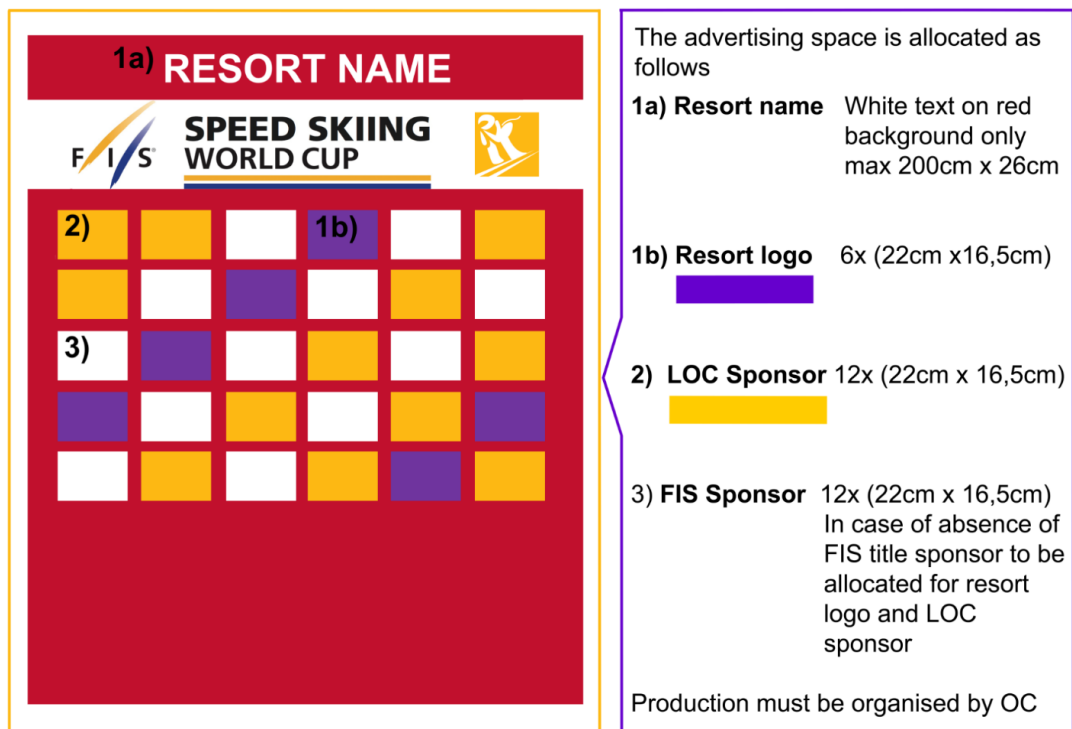 1a) RESORT NAME
F I S®
SPEED SKIING
WORLD CUP
2)
1b)
3)
The advertising space is allocated as
follows
1a) Resort name White text on red
background only
max 200cm x 26cm
1b) Resort logo 6x (22cm x16,5cm)
2) LOC Sponsor 12x (22cm x 16,5cm)
3) FIS Sponsor 12x (22cm x 16,5cm)
In case of absence of
FIS title sponsor to be
allocated for resort
logo and LOC
sponsor
Production must be organised by OC